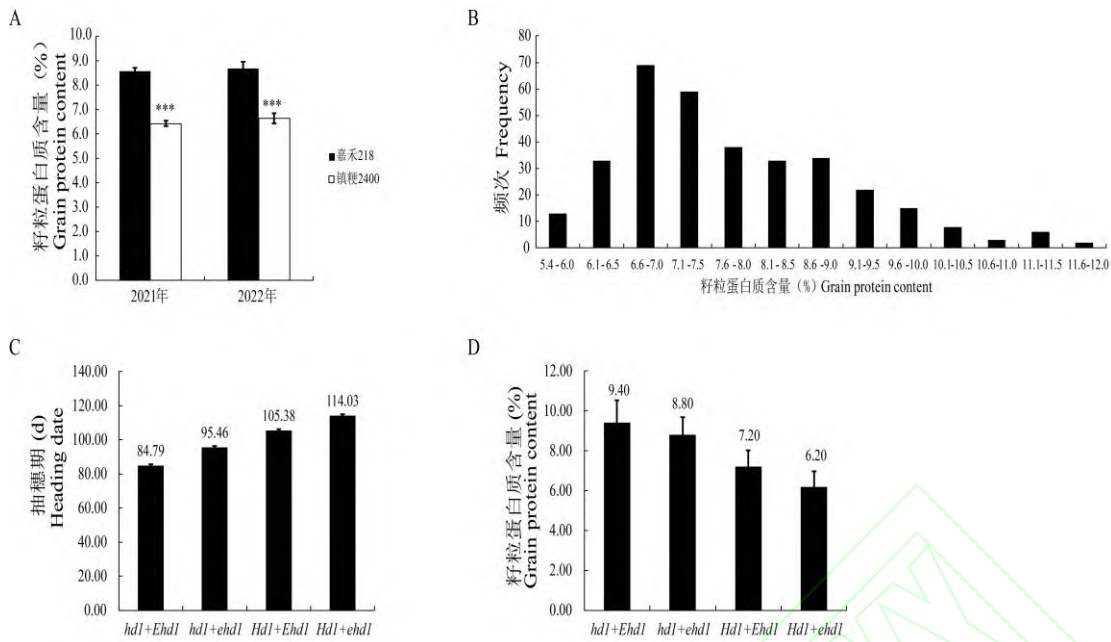 A
籽粒蛋白质含量 (%)
Grain protein content
10.0
9.0
8.0
7.0
6.0
5.0
4.0
3.0
2.0
1.0
0.0
***
***
2021年
2022年
嘉禾218
镇粳2400
B
频次 Frequency
80
70
60
50
40
30
20
10
0
5.4 -6.0 6.1 -6.5 6.6 -7.0 7.1 -7.5 7.6 -8.0 8.1 -8.5 8.6 -9.0 9.1-9.5 9.6 -10.0 10.1-10.5 10.6-11.0 11.1-11.5 11.6-12.0
籽粒蛋白质含量（%）Grain protein content
C
抽穗期 (d)
Heading date
140.00
120.00
100.00
80.00
60.00
40.00
20.00
0.00
84.79
95.46
105.38
114.03
hd1+Ehd1 hd1+ehd1 Hd1+Ehd1 Hd1+ehd1
D
籽粒蛋白质含量 (%)
Grain protein content
12.00
10.00
8.00
6.00
4.00
2.00
0.00
9.40
8.80
7.20
6.20
hd1+Ehd1 hd1+ehd1 Hd1+Ehd1 Hd1+ehd1